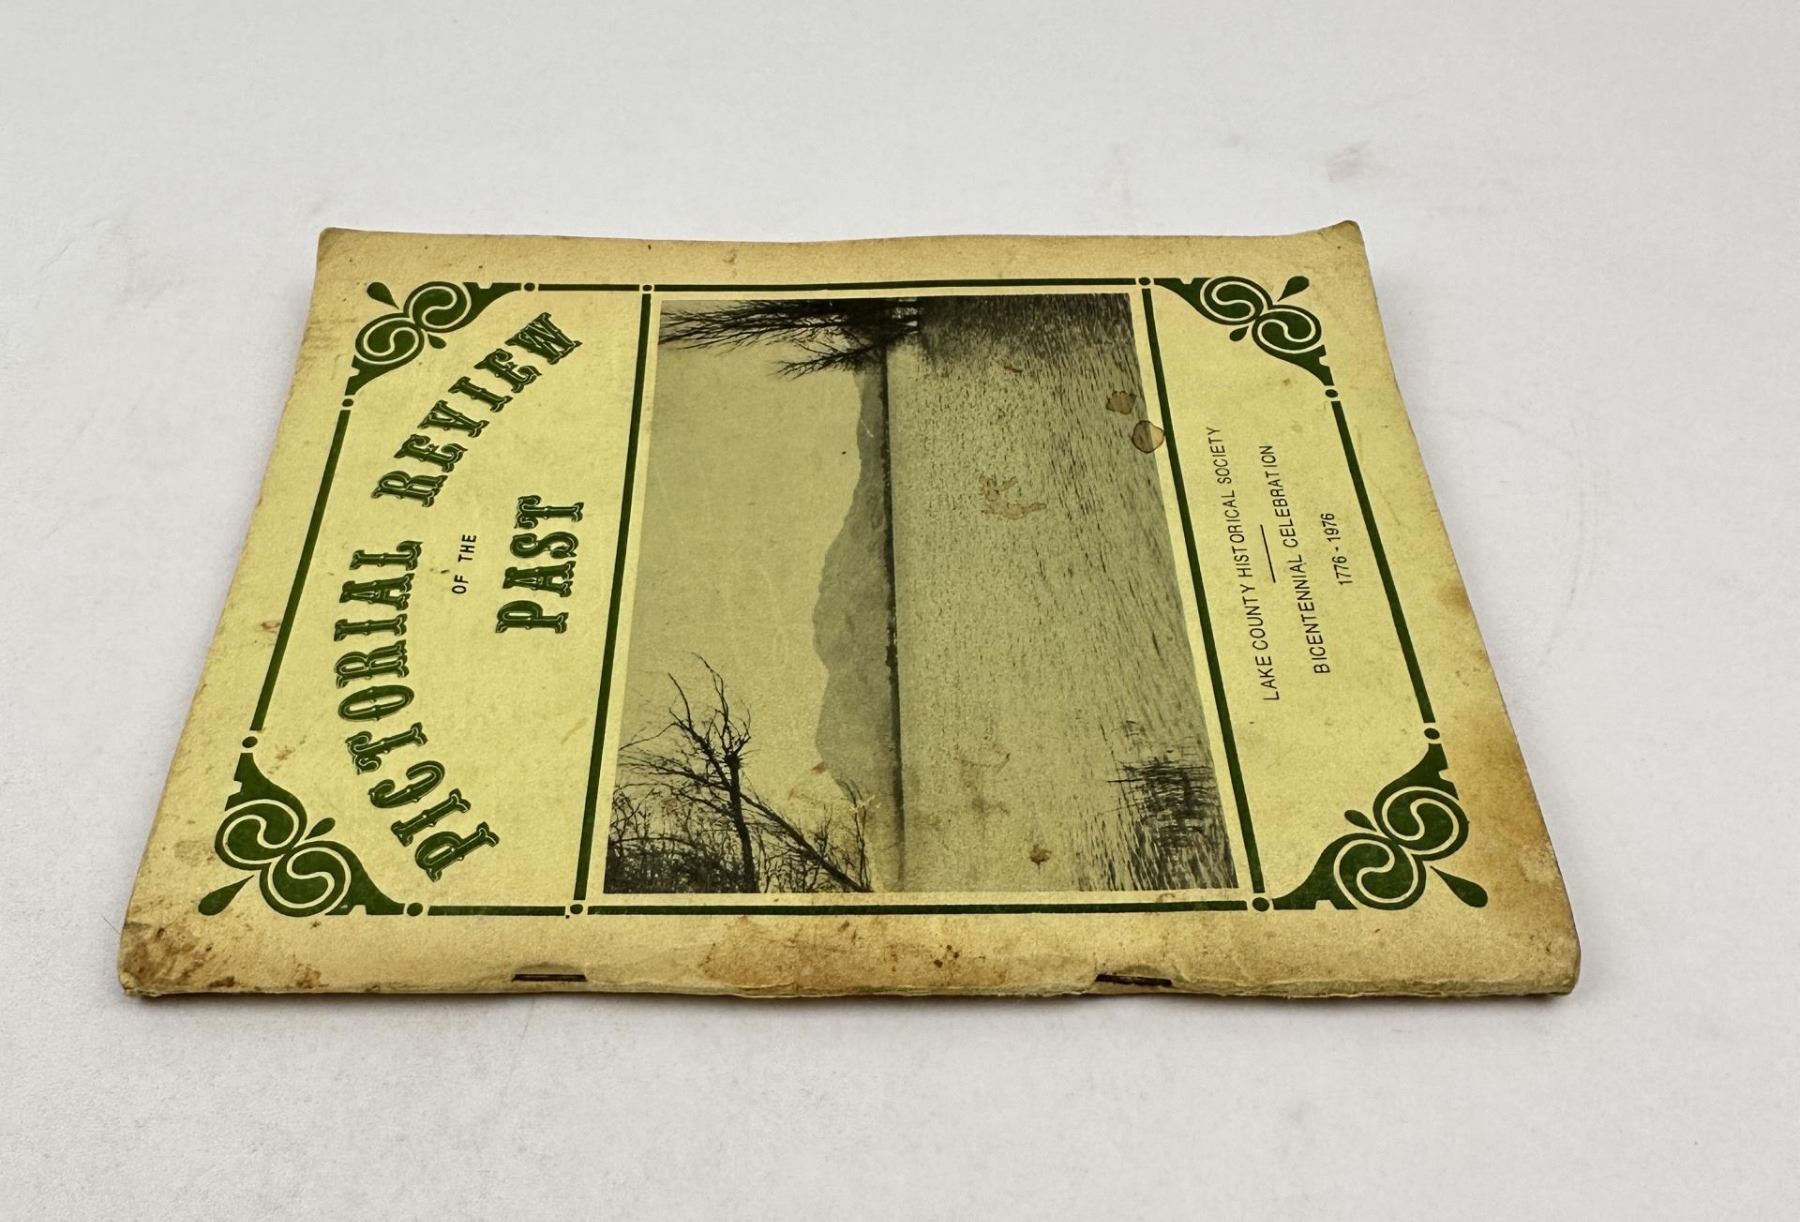 PICTORIAL REVIEW
OF THE
PAST
LAKE COUNTY HISTORICAL SOCIETY
BICENTENNIAL CELEBRATION
1776 - 1976